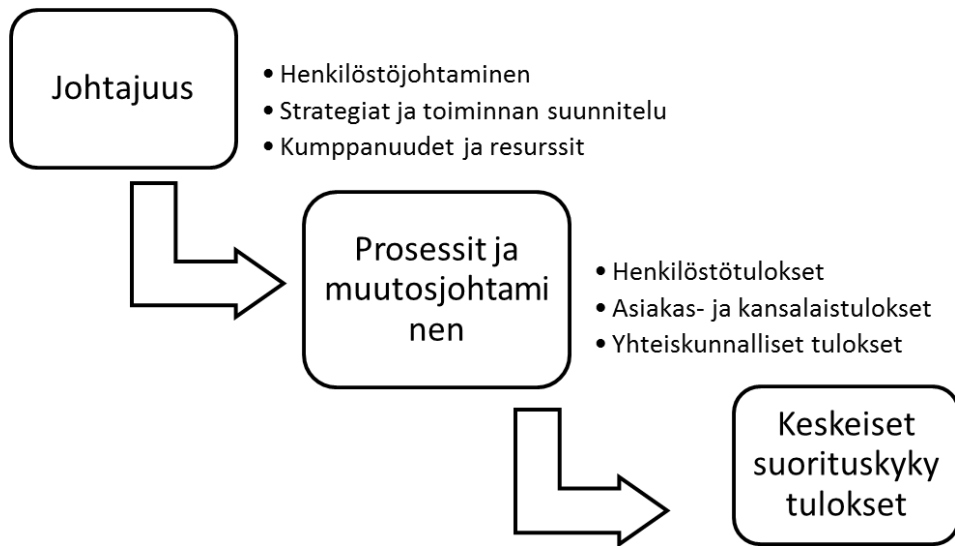 Johtajuus
• Henkilöstöjohtaminen
• Strategiat ja toiminnan suunnitelu
• Kumppanuudet ja resurssit
Prosessit ja
muutosjohtami
nen
• Henkilöstötulokset
• Asiakas- ja kansalaistulokset
• Yhteiskunnalliset tulokset
Keskeiset
suorituskyky
tulokset